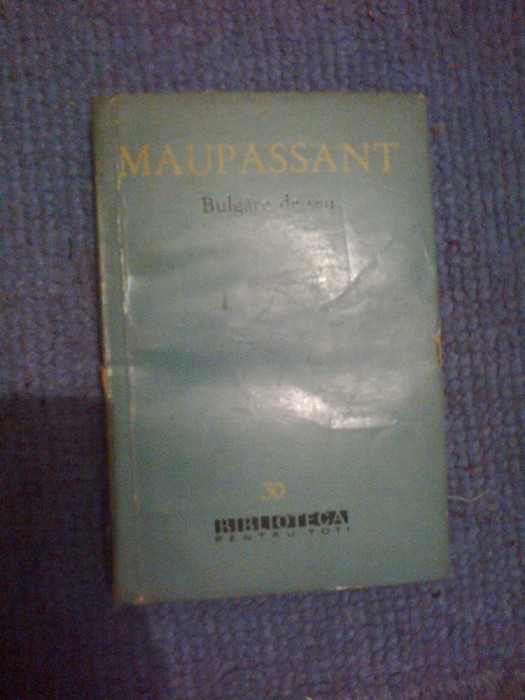 MAUPASSANT
Bulgăre de seu
30
BIBLIOTECA
PENTRU TOȚI